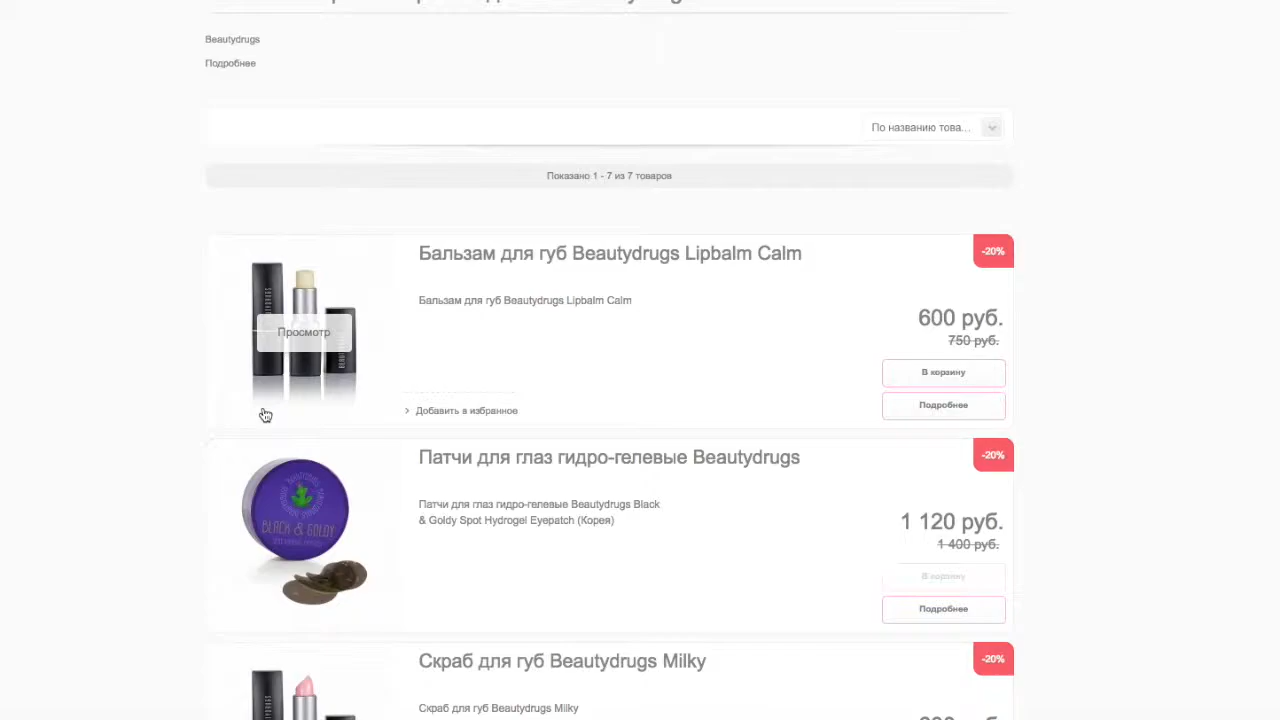 Beautydrugs
Подробнее
По названию това...
Показано 1 - 7 из 7 товаров
Бальзам для губ Beautydrugs Lipbalm Calm
-20%
Бальзам для губ Beautydrugs Lipbalm Calm
Просмотр
600 руб.
750 руб.
В корзину
Подробнее
Добавить в избранное
Патчи для глаз гидро-гелевые Beautydrugs
-20%
Патчи для глаз гидро-гелевые Beautydrugs Black
& Goldy Spot Hydrogel Eyepatch (Корея)
BLACK & GOLDY
1 120 руб.
1 400 руб.
В корзину
Подробнее
Скраб для губ Beautydrugs Milky
-20%
Скраб для губ Beautydrugs Milky